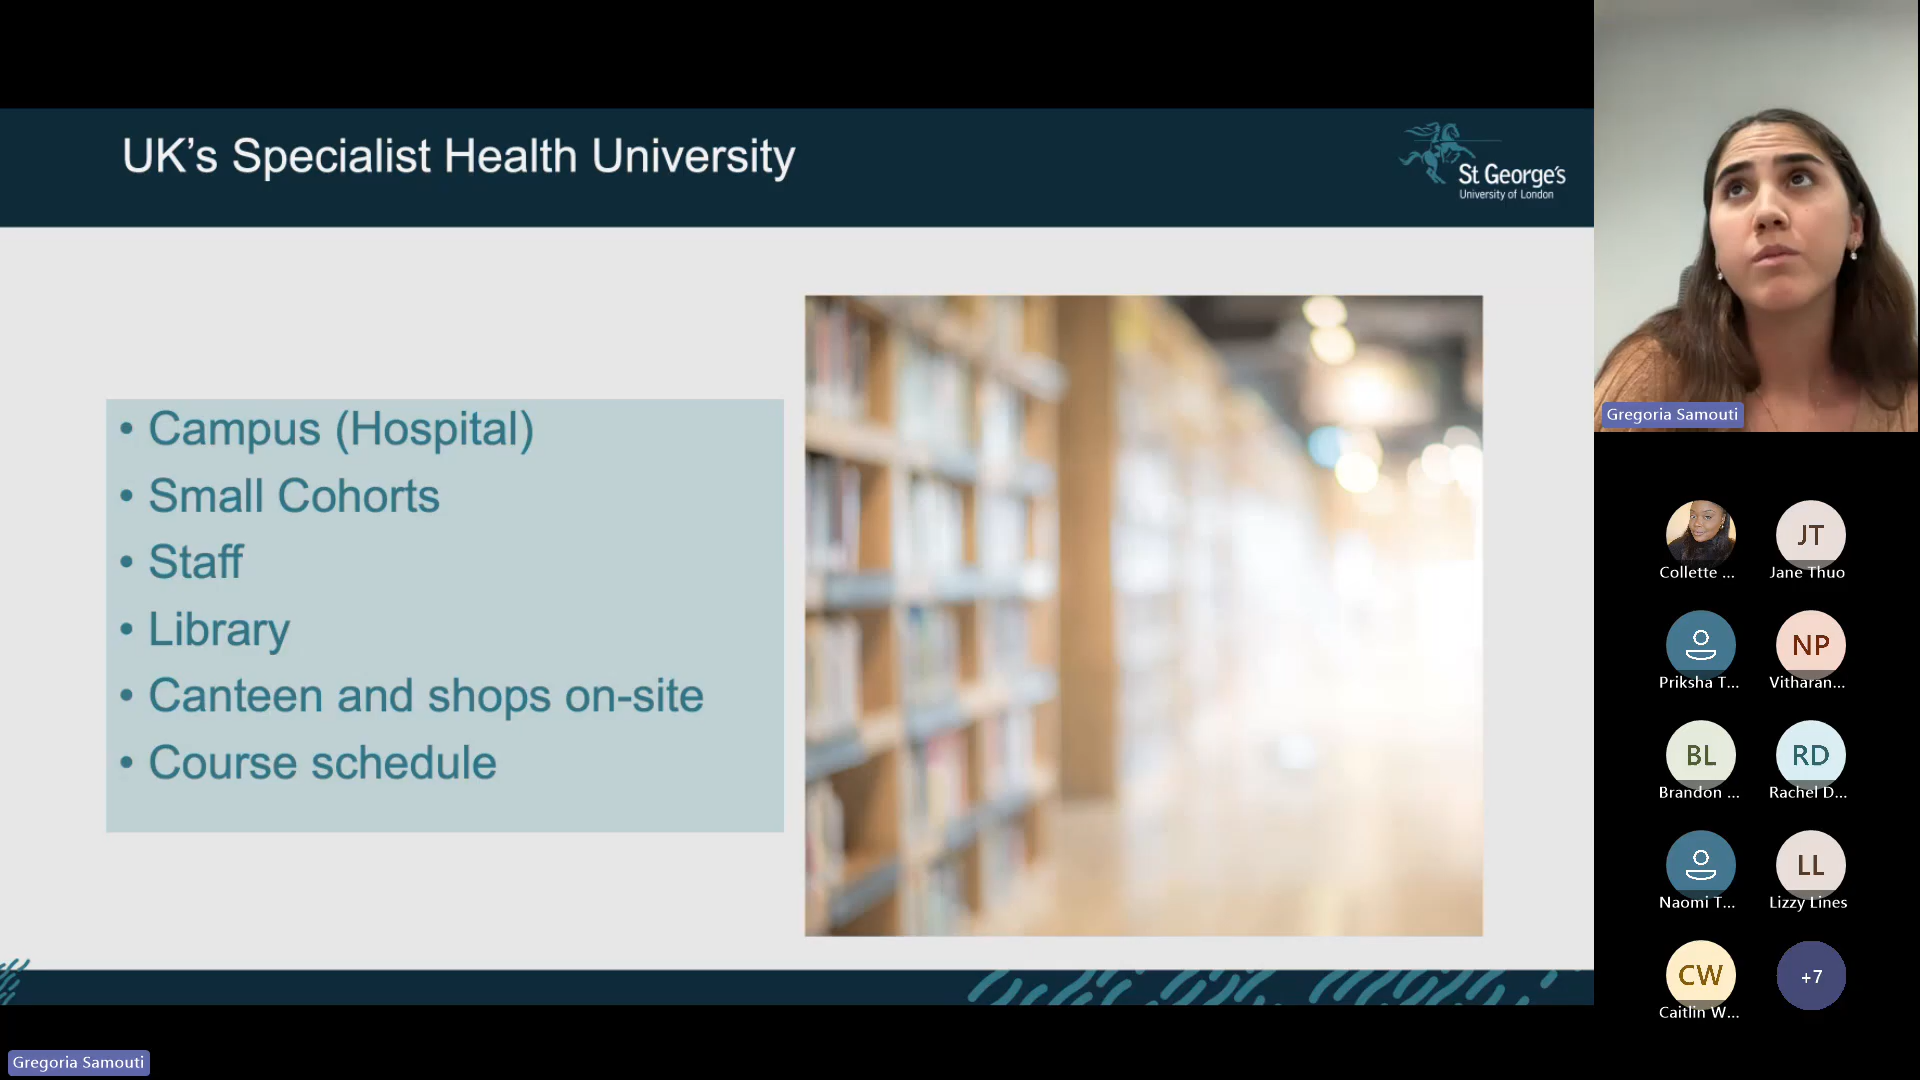 UK’s Specialist Health University
St George’s
University of London
• Campus (Hospital)
• Small Cohorts
• Staff
• Library
• Canteen and shops on-site
• Course schedule
Gregoria Samouti
Collette ...
JT
Jane Thuo
Priksha T...
NP
Vitharan...
BL
Brandon ...
RD
Rachel D...
Naomi T...
LL
Lizzy Lines
CW
Caitlin W...
+7
Gregoria Samouti